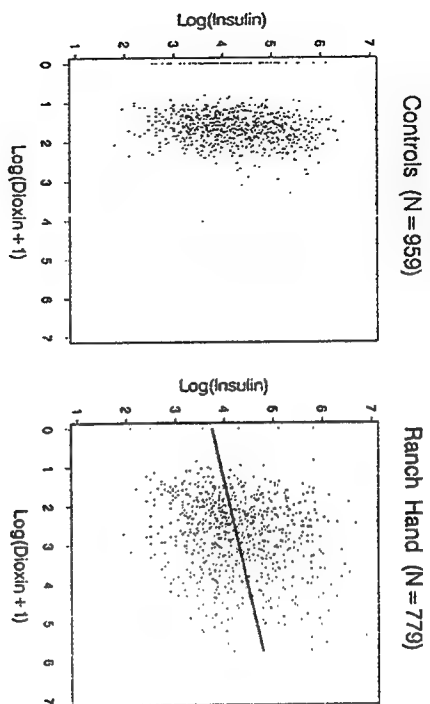 Controls (N=959)
Log(Insulin)
1 2 3 4 5 6 7
0 1 2 3 4 5 6 7
Log(Dioxin+1)
Ranch Hand (N=779)
Log(Insulin)
1 2 3 4 5 6 7
0 1 2 3 4 5 6 7
Log(Dioxin+1)